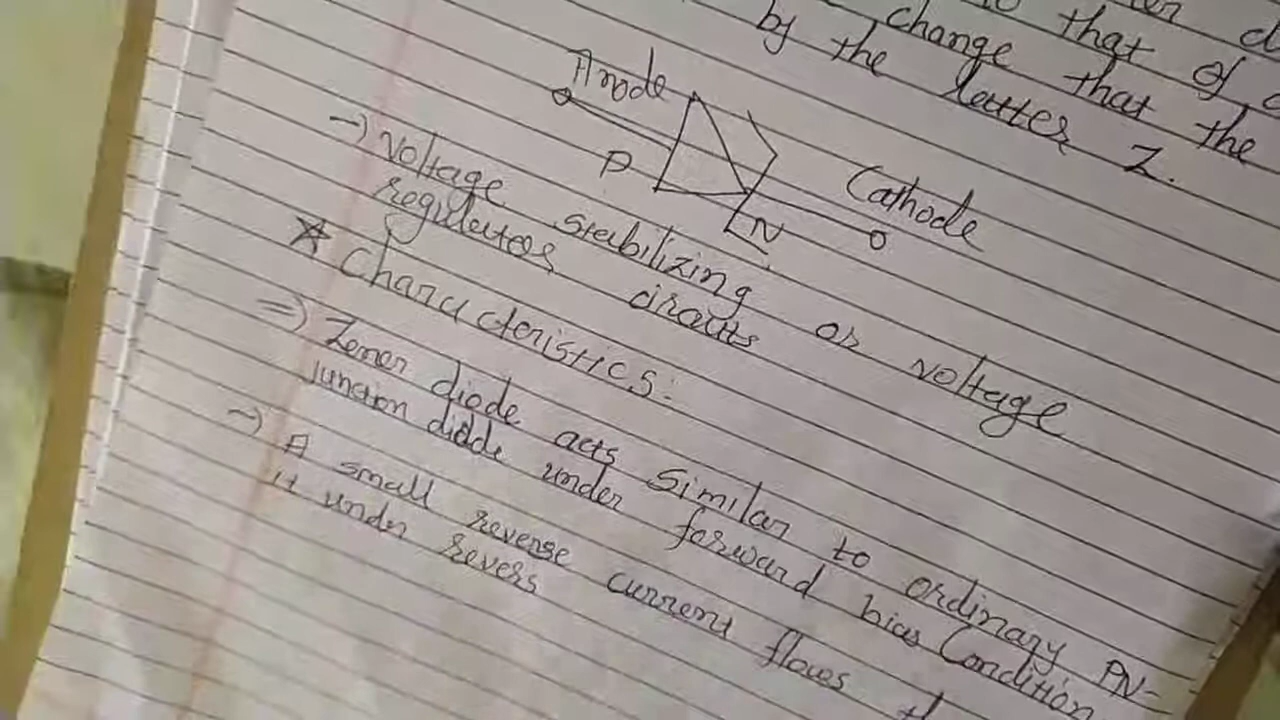 that of
change that the
by the letter Z.
Anode
P
N
Cathode
→ Voltage stabilizing or voltage
regulators circuits
☆ Characteristics:
⇒ Zener diode acts Similar to ordinary PN-
Junction diode under forward bias Condition
→ A small reverse current flows
it under revers